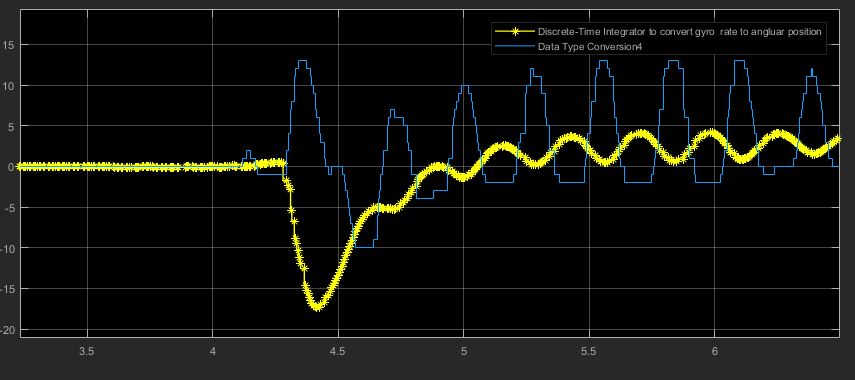 Discrete-Time Integrator to convert gyro rate to angluar position
Data Type Conversion4
15
10
5
0
-5
-10
-15
-20
3.5 4 4.5 5 5.5 6